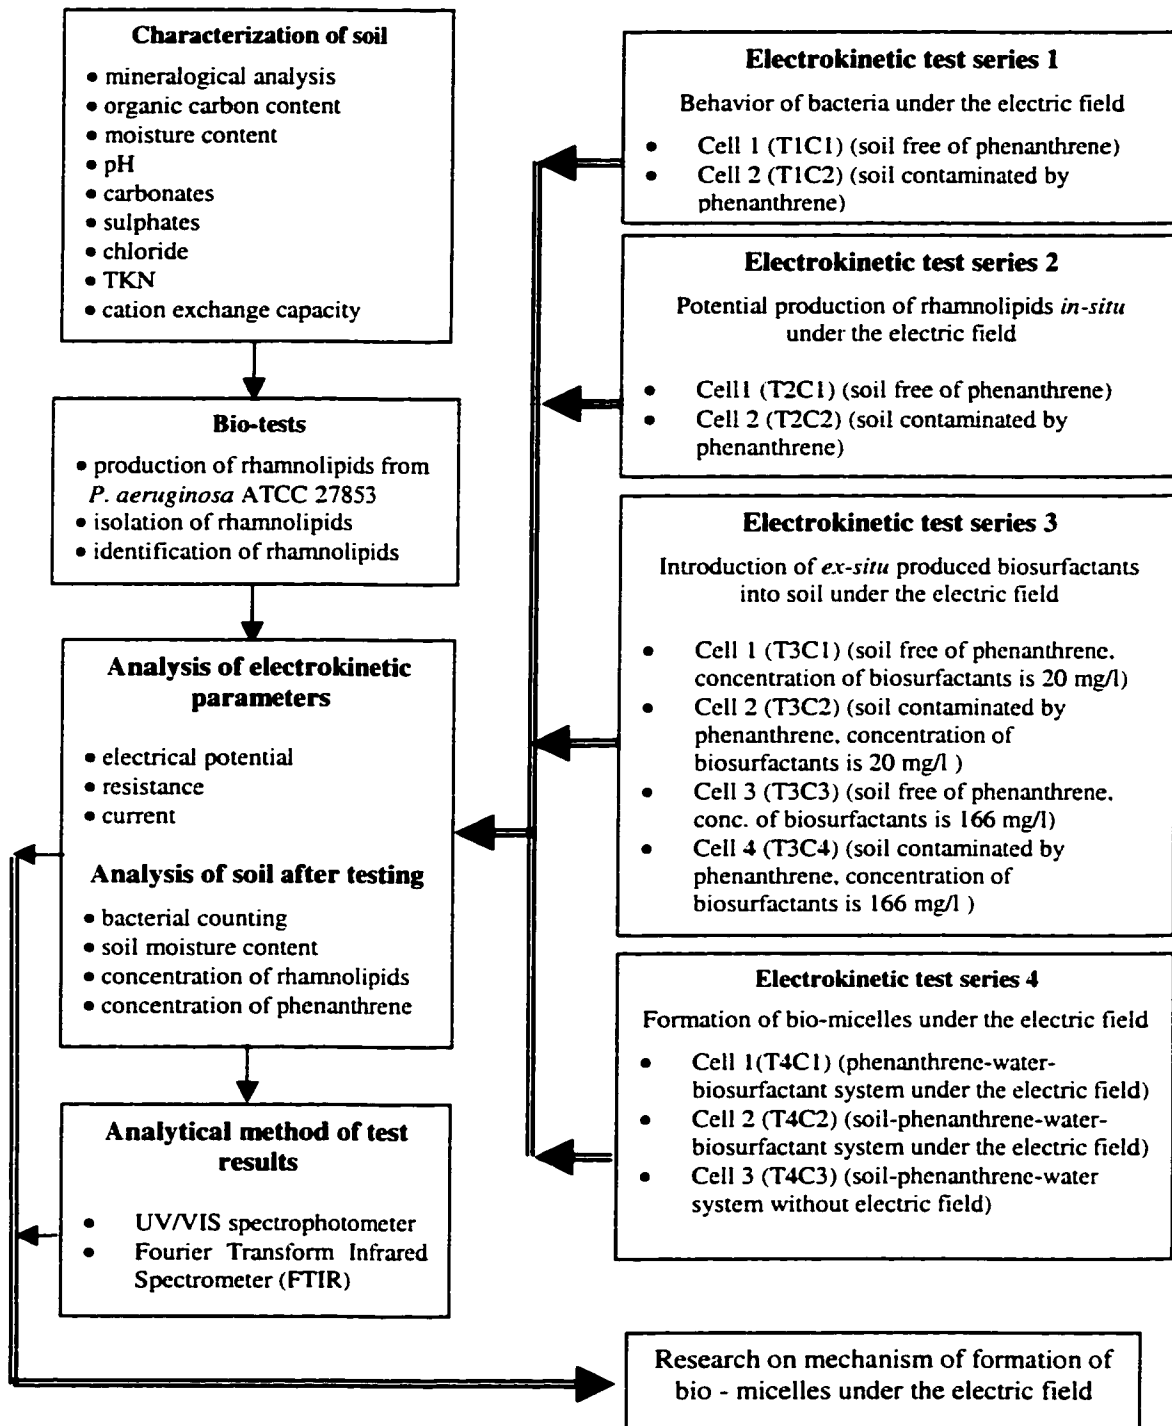 Characterization of soil
• mineralogical analysis
• organic carbon content
• moisture content
• pH
• carbonates
• sulphates
• chloride
• TKN
• cation exchange capacity
Bio-tests
• production of rhamnolipids from
P. aeruginosa ATCC 27853
• isolation of rhamnolipids
• identification of rhamnolipids
Analysis of electrokinetic
parameters
• electrical potential
• resistance
• current
Analysis of soil after testing
• bacterial counting
• soil moisture content
• concentration of rhamnolipids
• concentration of phenanthrene
Analytical method of test
results
• UV/VIS spectrophotometer
• Fourier Transform Infrared
Spectrometer (FTIR)
Electrokinetic test series 1
Behavior of bacteria under the electric field
• Cell 1 (T1C1) (soil free of phenanthrene)
• Cell 2 (T1C2) (soil contaminated by
phenanthrene)
Electrokinetic test series 2
Potential production of rhamnolipids in-situ
under the electric field
• Cell1 (T2C1) (soil free of phenanthrene)
• Cell 2 (T2C2) (soil contaminated by
phenanthrene)
Electrokinetic test series 3
Introduction of ex-situ produced biosurfactants
into soil under the electric field
• Cell 1 (T3C1) (soil free of phenanthrene,
concentration of biosurfactants is 20 mg/l)
• Cell 2 (T3C2) (soil contaminated by
phenanthrene, concentration of
biosurfactants is 20 mg/l )
• Cell 3 (T3C3) (soil free of phenanthrene,
conc. of biosurfactants is 166 mg/l)
• Cell 4 (T3C4) (soil contaminated by
phenanthrene, concentration of
biosurfactants is 166 mg/l )
Electrokinetic test series 4
Formation of bio-micelles under the electric field
• Cell 1(T4C1) (phenanthrene-water-
biosurfactant system under the electric field)
• Cell 2 (T4C2) (soil-phenanthrene-water-
biosurfactant system under the electric field)
• Cell 3 (T4C3) (soil-phenanthrene-water
system without electric field)
Research on mechanism of formation of
bio - micelles under the electric field